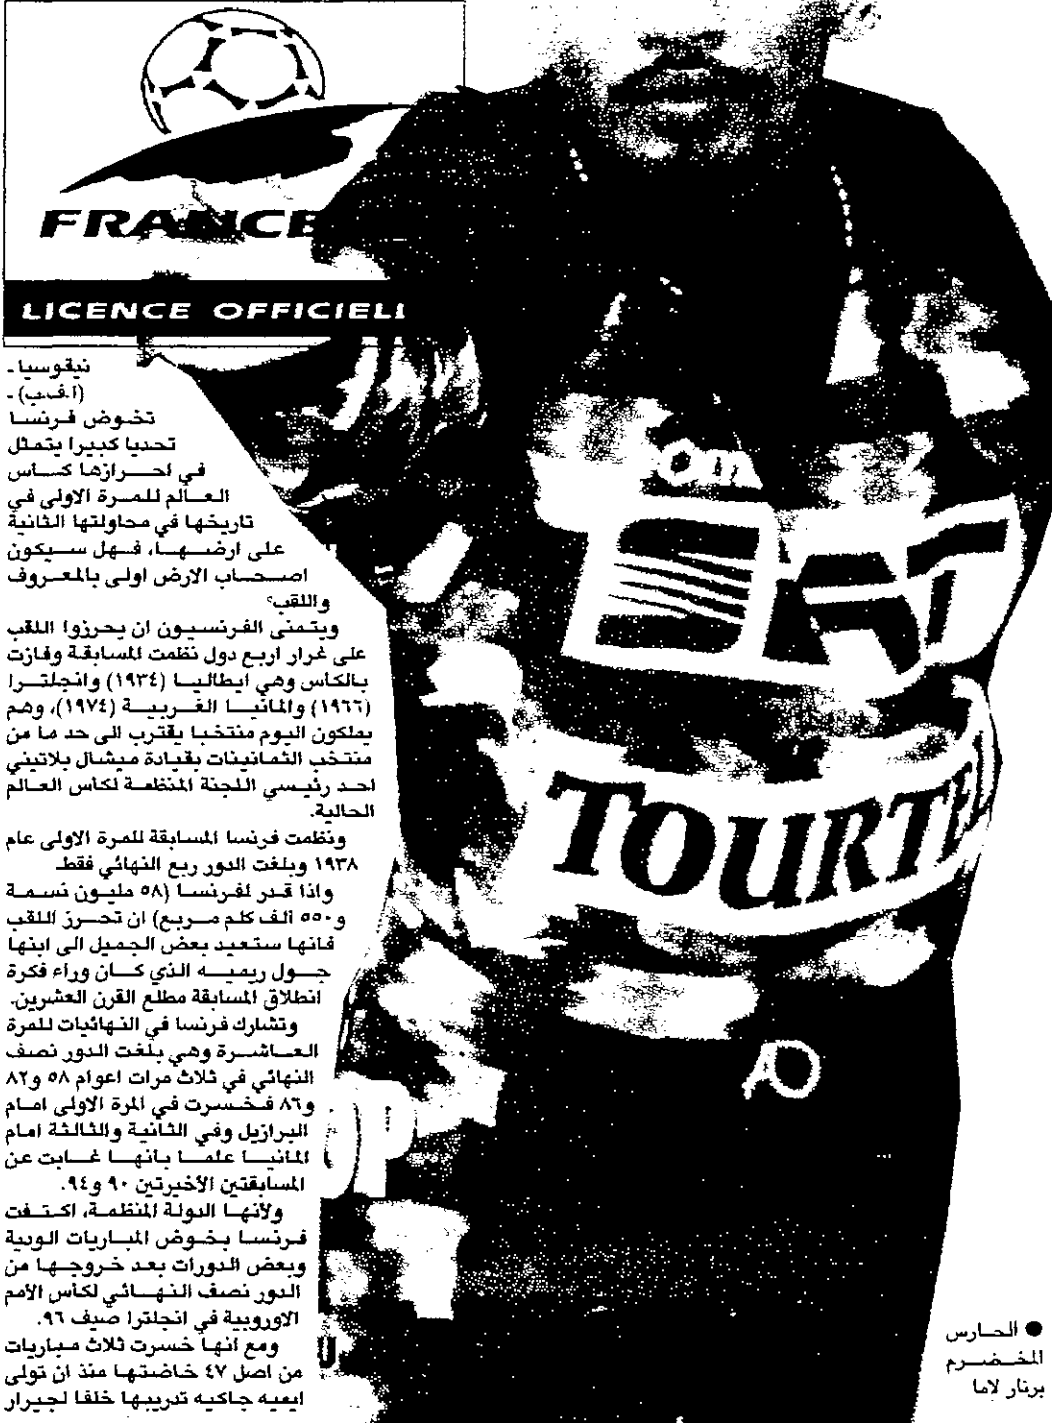 FRANCE
LICENCE OFFICIELL
نيقوسيا ـ
(ا.ف.ب) ـ
تخوض فرنسا
تحديا كبيرا يتمثل
في احرازها كاس
العالم للمرة الاولى في
تاريخها في محاولتها الثانية
على ارضها، فهل سيكون
اصحاب الارض اولى بالمعروف
واللقب؟
ويتمنى الفرنسيون ان يحرزوا اللقب
على غرار اربع دول نظمت المسابقة وفازت
بالكاس وهي ايطاليا (١٩٣٤) وانجلترا
(١٩٦٦) والمانيا الغربية (١٩٧٤)، وهم
يملكون اليوم منتخبا يقترب الى حد ما من
منتخب الثمانينات بقيادة ميشال بلاتيني
احد رئيسي اللجنة المنظمة لكاس العالم
الحالية.
ونظمت فرنسا المسابقة للمرة الاولى عام
١٩٣٨ وبلغت الدور ربع النهائي فقط.
واذا قدر لفرنسا (٥٨ مليون نسمة
و٥٥٠ الف كلم مربع) ان تحرز اللقب
فانها ستعيد بعض الجميل الى ابنها
جول ريميه الذي كان وراء فكرة
انطلاق المسابقة مطلع القرن العشرين.
وتشارك فرنسا في النهائيات للمرة
العاشرة وهي بلغت الدور نصف
النهائي في ثلاث مرات اعوام ٥٨ و٨٢
و٨٦ فخسرت في المرة الاولى امام
البرازيل وفي الثانية والثالثة امام
المانيا علما بانها غابت عن
المسابقتين الأخيرتين ٩٠ و٩٤.
ولأنها الدولة المنظمة، اكتفت
فرنسا بخوض المباريات الودية
وبعض الدورات بعد خروجها من
الدور نصف النهائي لكأس الأمم
الاوروبية في انجلترا صيف ٩٦.
ومع انها خسرت ثلاث مباريات
من اصل ٤٧ خاضتها منذ ان تولى
ايميه جاكيه تدريبها خلفا لجيرار
TOURTEL
● الحارس
المخضرم
برنار لاما